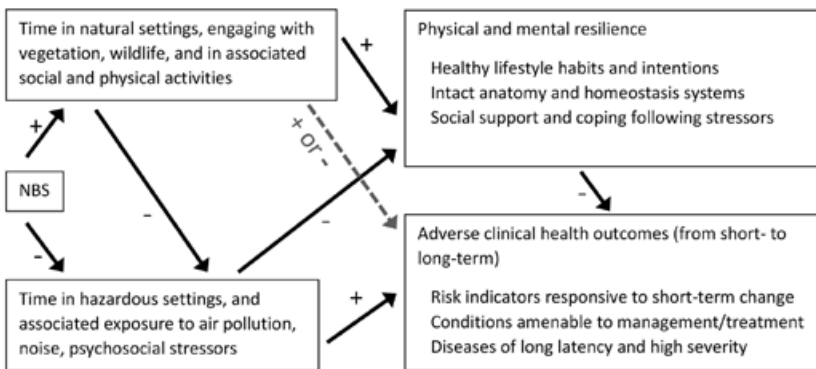 Time in natural settings, engaging with
vegetation, wildlife, and in associated
social and physical activities
+
Physical and mental resilience
Healthy lifestyle habits and intentions
Intact anatomy and homeostasis systems
Social support and coping following stressors
+
+ or -
NBS
-
-
-
-
Adverse clinical health outcomes (from short- to
long-term)
Risk indicators responsive to short-term change
Conditions amenable to management/treatment
Diseases of long latency and high severity
Time in hazardous settings, and
associated exposure to air pollution,
noise, psychosocial stressors
+